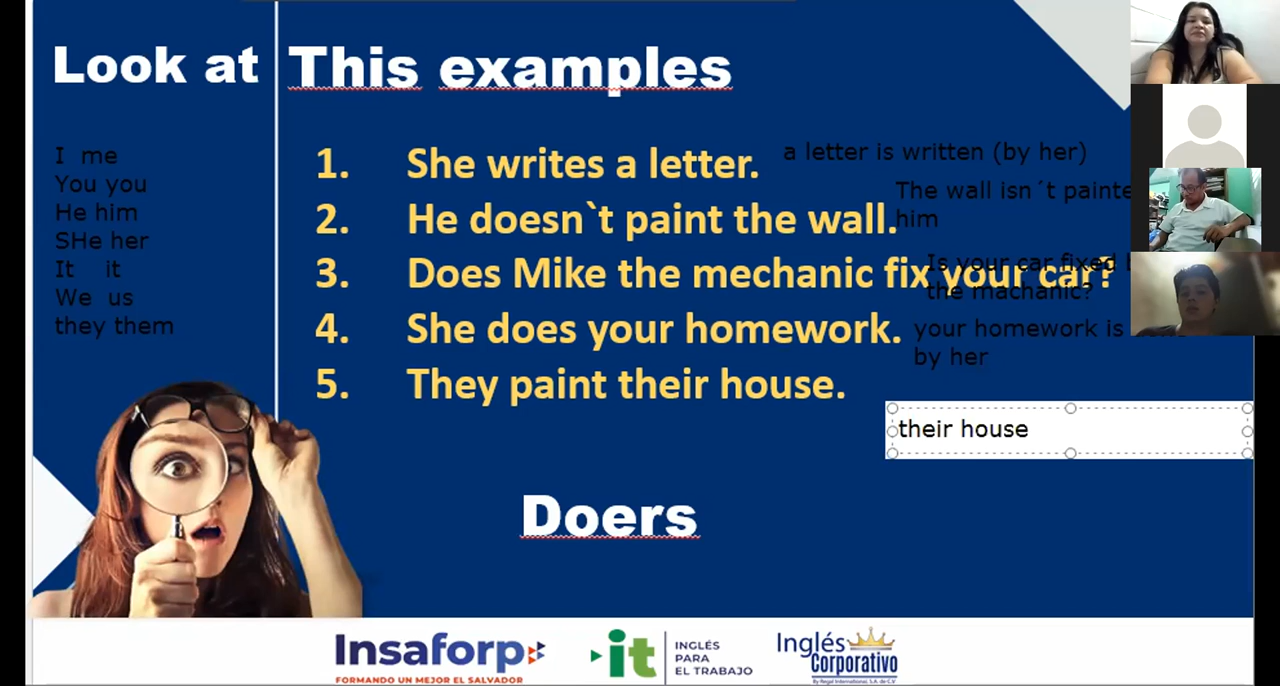 Look at
This examples
I me
You you
He him
SHe her
It it
We us
they them
1. She writes a letter.
a letter is written (by her)
2. He doesn`t paint the wall.
The wall isn´t
him
3. Does Mike the mechanic fix your car?
Is your car fixed
the machanic?
4. She does your homework.
your homework is
by her
5. They paint their house.
their house
Doers
Insaforp
FORMANDO UN MEJOR EL SALVADOR
it
INGLÉS
PARA
EL TRABAJO
Inglés
Corporativo
By Regal International, S.A. de C.V